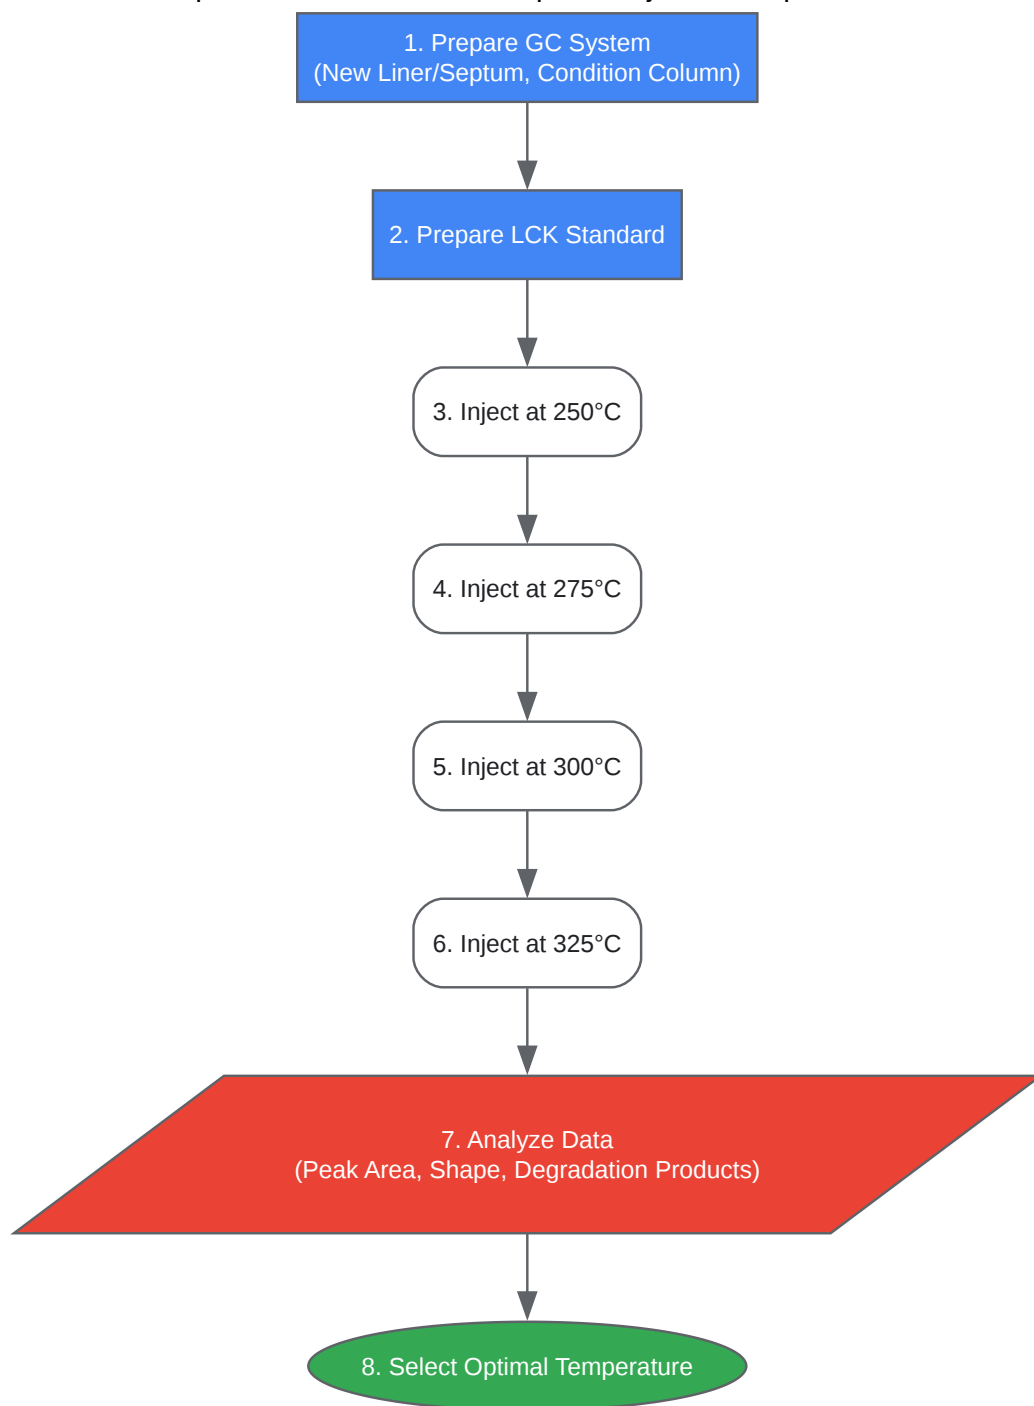 1. Prepare GC System
(New Liner/Septum, Condition Column)
2. Prepare LCK Standard
3. Inject at 250°C
4. Inject at 275°C
5. Inject at 300°C
6. Inject at 325°C
7. Analyze Data
(Peak Area, Shape, Degradation Products)
8. Select Optimal Temperature